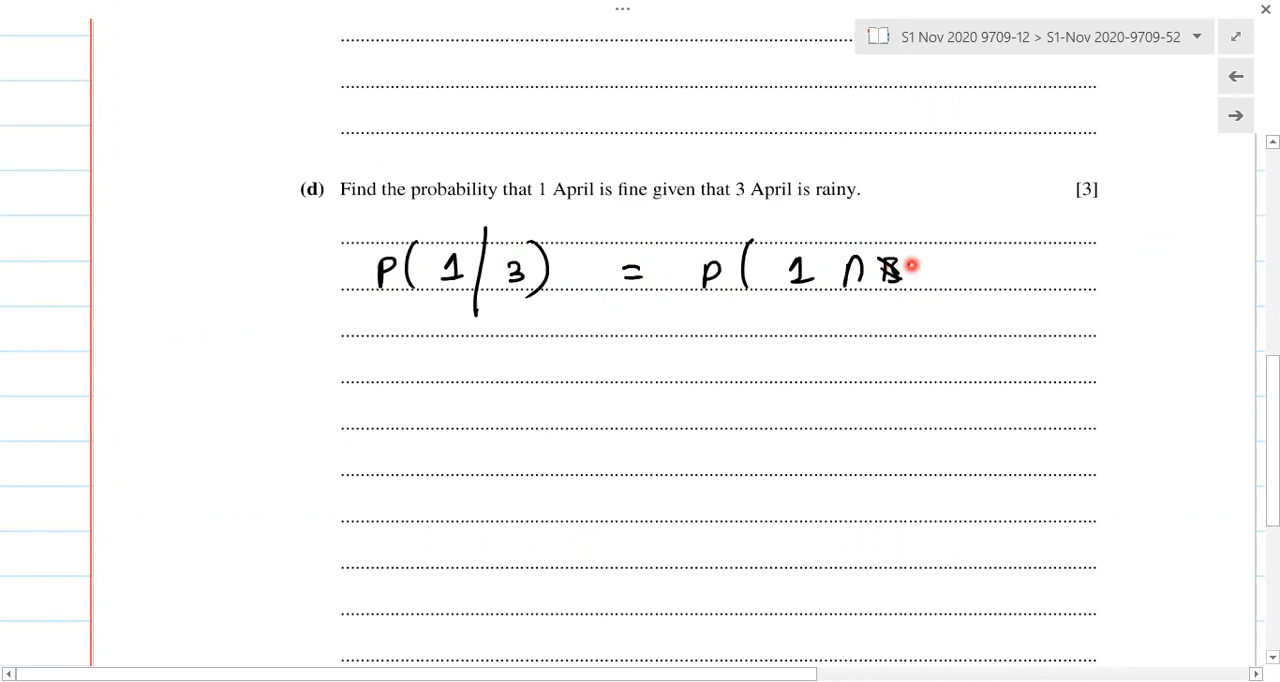 S1 Nov 2020 9709-12 > S1-Nov 2020-9709-52
(d) Find the probability that 1 April is fine given that 3 April is rainy. [3]
P( 1 / 3 ) = P ( 1 ∩